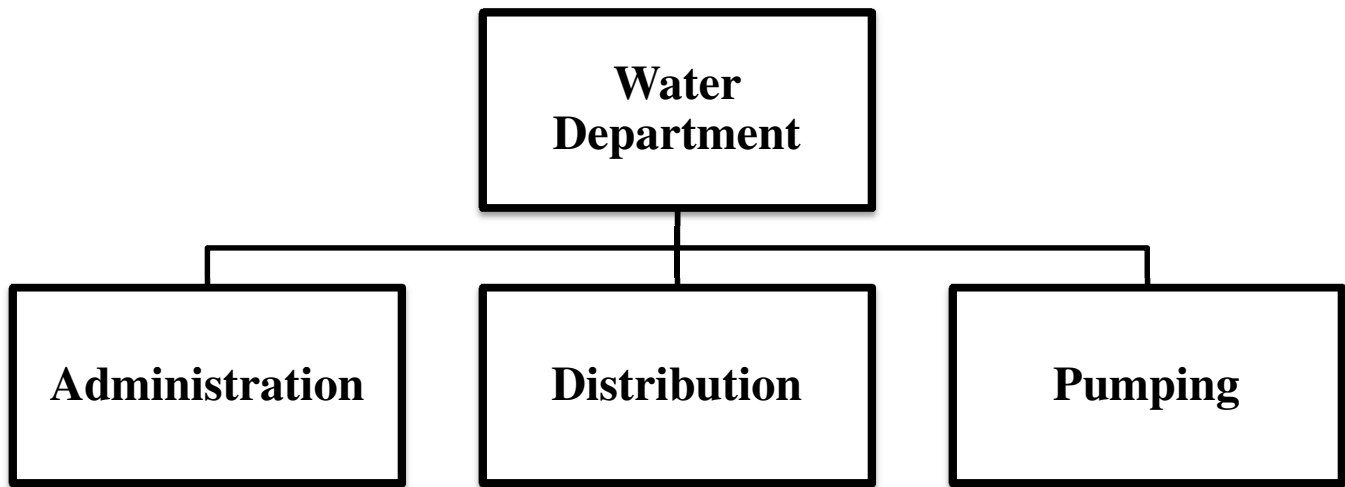 Water
Department
Administration
Distribution
Pumping